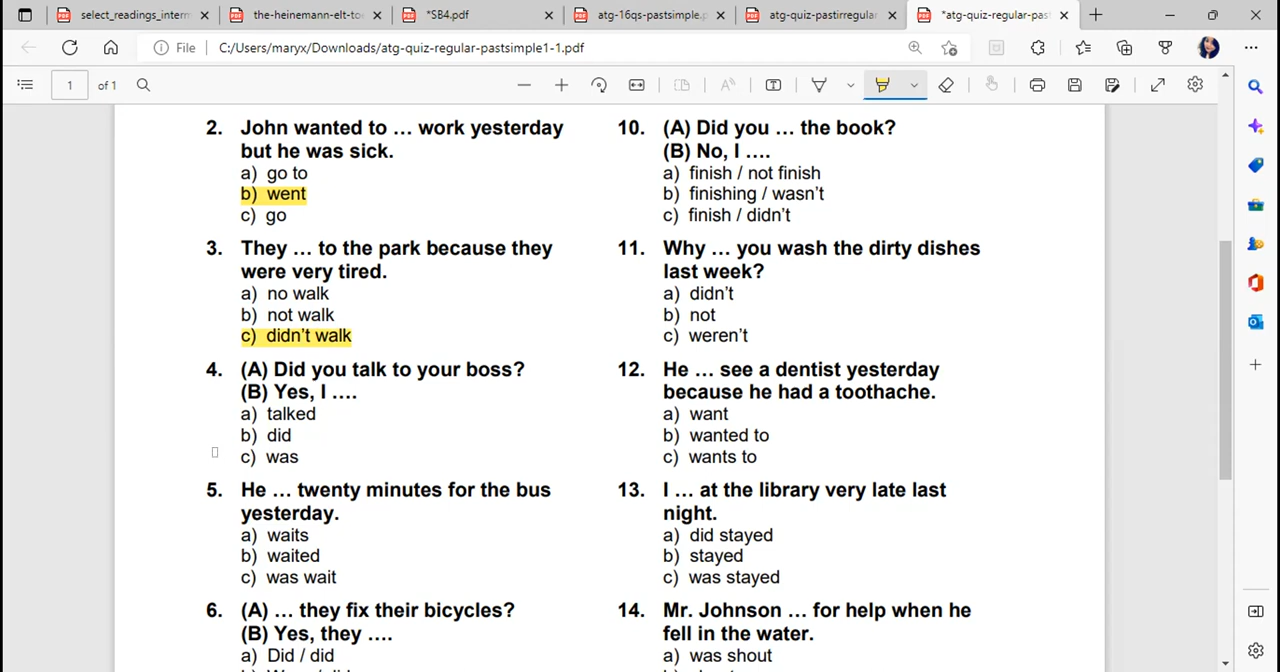 select_readings_interm
the-heinemann-elt-to
*SB4.pdf
atg-16qs-pastsimple.p
atg-quiz-pastirregular
*atg-quiz-regular-pas
File
C:/Users/maryx/Downloads/atg-quiz-regular-pastsimple1-1.pdf
1 of 1
2. John wanted to … work yesterday
but he was sick.
a) go to
b) went
c) go
3. They … to the park because they
were very tired.
a) no walk
b) not walk
c) didn't walk
4. (A) Did you talk to your boss?
(B) Yes, I ….
a) talked
b) did
c) was
5. He … twenty minutes for the bus
yesterday.
a) waits
b) waited
c) was wait
6. (A) … they fix their bicycles?
(B) Yes, they ….
a) Did / did
10. (A) Did you … the book?
(B) No, I ….
a) finish / not finish
b) finishing / wasn't
c) finish / didn't
11. Why … you wash the dirty dishes
last week?
a) didn't
b) not
c) weren't
12. He … see a dentist yesterday
because he had a toothache.
a) want
b) wanted to
c) wants to
13. I … at the library very late last
night.
a) did stayed
b) stayed
c) was stayed
14. Mr. Johnson … for help when he
fell in the water.
a) was shout